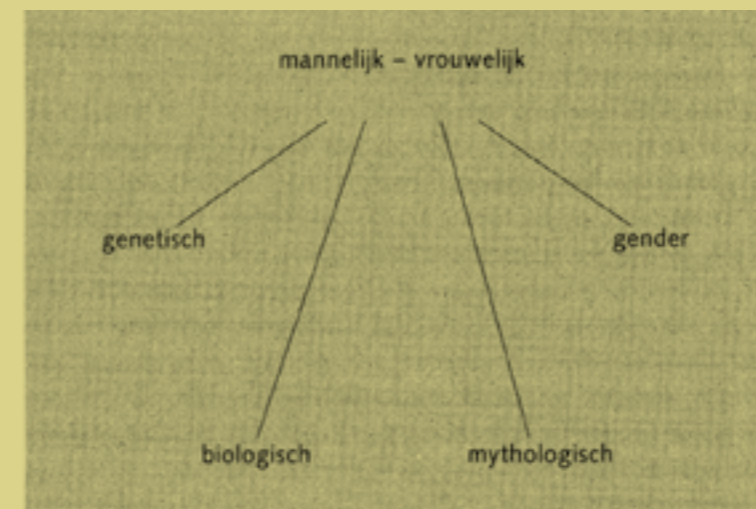 mannelijk – vrouwelijk
genetisch
gender
biologisch
mythologisch